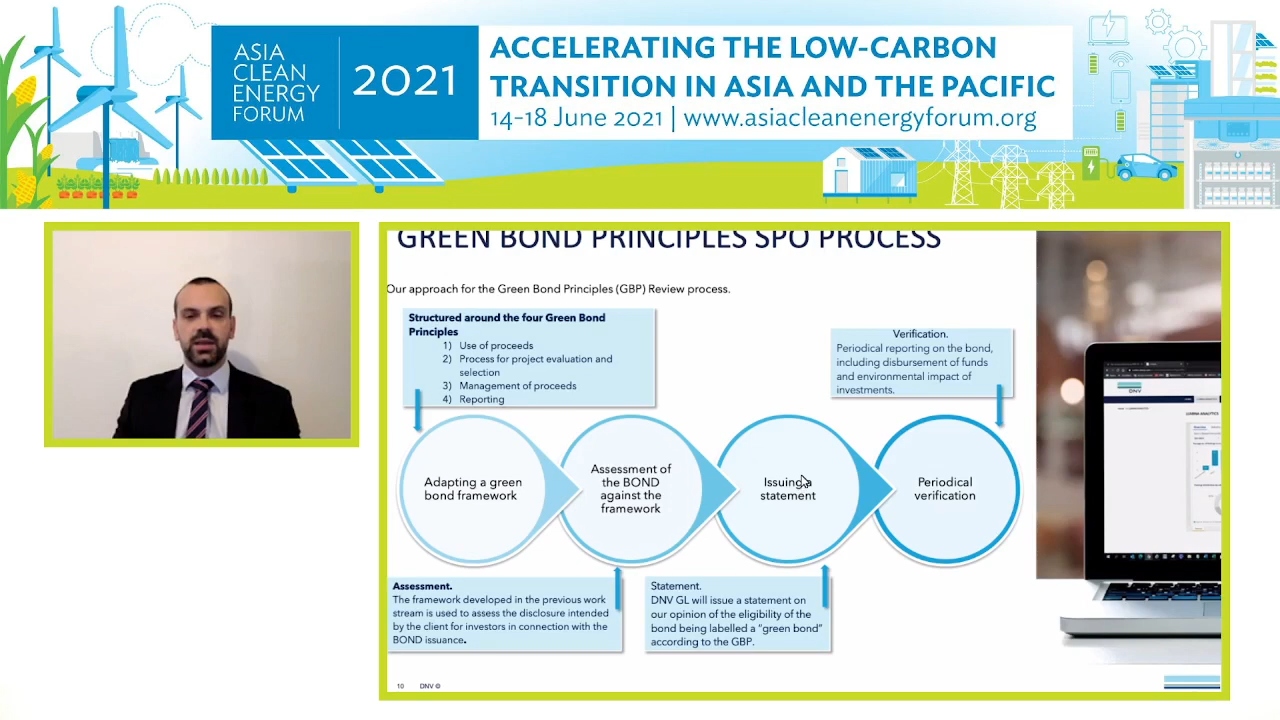 ASIA
CLEAN
ENERGY
FORUM
2021
ACCELERATING THE LOW-CARBON
TRANSITION IN ASIA AND THE PACIFIC
14-18 June 2021 | www.asiacleanenergyforum.org
GREEN BOND PRINCIPLES SPO PROCESS
Our approach for the Green Bond Principles (GBP) Review process.
Structured around the four Green Bond
Principles
1) Use of proceeds
2) Process for project evaluation and
selection
3) Management of proceeds
4) Reporting
Verification.
Periodical reporting on the bond,
including disbursement of funds
and environmental impact of
investments.
Adapting a green
bond framework
Assessment of
the BOND
against the
framework
Issuing a
statement
Periodical
verification
Assessment.
The framework developed in the previous work
stream is used to assess the disclosure intended
by the client for investors in connection with the
BOND issuance.
Statement.
DNV GL will issue a statement on
our opinion of the eligibility of the
bond being labelled a “green bond”
according to the GBP.
DNV
10 DNV ©